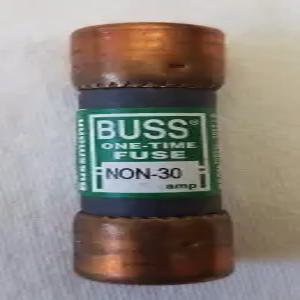 BUSS®
ONE-TIME
FUSE
NON-30
amp
Bussmann